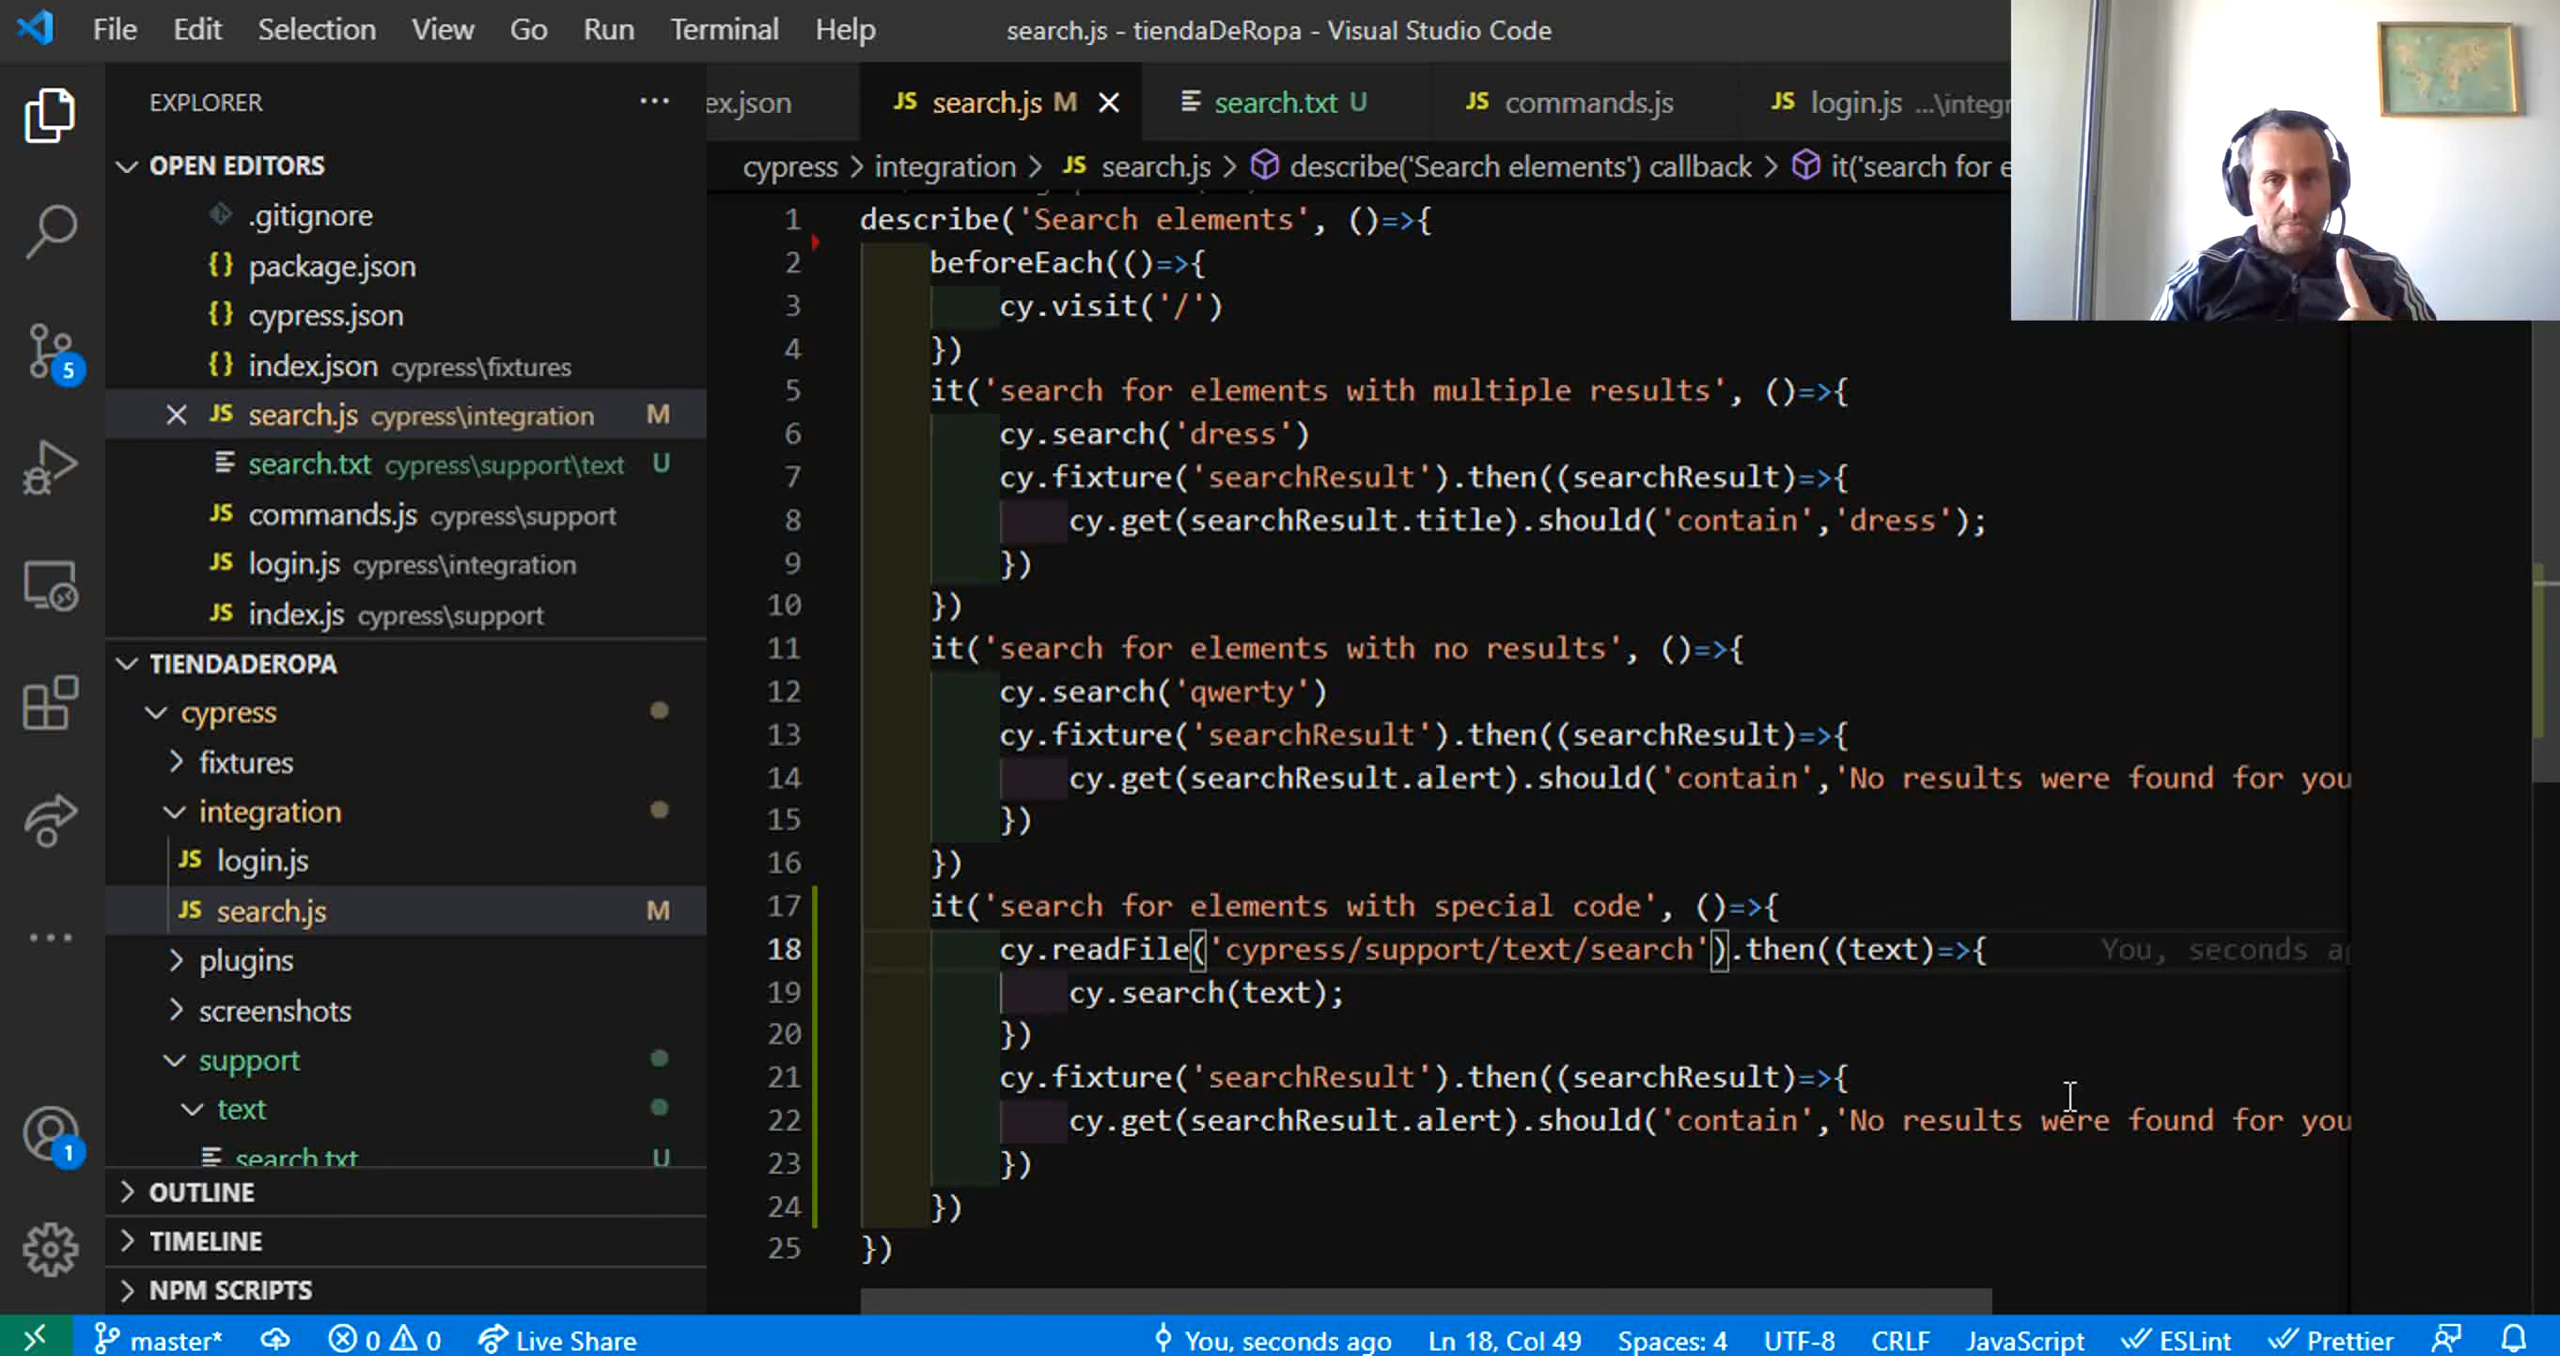 File Edit Selection View Go Run Terminal Help search.js - tiendaDeRopa - Visual Studio Code
EXPLORER ...
OPEN EDITORS
.gitignore
{} package.json
{} cypress.json
{} index.json cypress\fixtures
JS search.js cypress\integration M
search.txt cypress\support\text U
JS commands.js cypress\support
JS login.js cypress\integration
JS index.js cypress\support
TIENDADEROPA
cypress
fixtures
integration
JS login.js
JS search.js M
plugins
screenshots
support
text
search.txt U
OUTLINE
TIMELINE
NPM SCRIPTS
5
1
ex.json JS search.js M search.txt U JS commands.js JS login.js ...\integr
cypress > integration > JS search.js > describe('Search elements') callback > it('search for e
1 describe('Search elements', ()=>{
2 beforeEach(()=>{
3 cy.visit('/')
4 })
5 it('search for elements with multiple results', ()=>{
6 cy.search('dress')
7 cy.fixture('searchResult').then((searchResult)=>{
8 cy.get(searchResult.title).should('contain','dress');
9 })
10 })
11 it('search for elements with no results', ()=>{
12 cy.search('qwerty')
13 cy.fixture('searchResult').then((searchResult)=>{
14 cy.get(searchResult.alert).should('contain','No results were found for you
15 })
16 })
17 it('search for elements with special code', ()=>{
18 cy.readFile('cypress/support/text/search').then((text)=>{ You, seconds a
19 cy.search(text);
20 })
21 cy.fixture('searchResult').then((searchResult)=>{
22 cy.get(searchResult.alert).should('contain','No results were found for you
23 })
24 })
25 })
master* 0 0 Live Share You, seconds ago Ln 18, Col 49 Spaces: 4 UTF-8 CRLF JavaScript ESLint Prettier